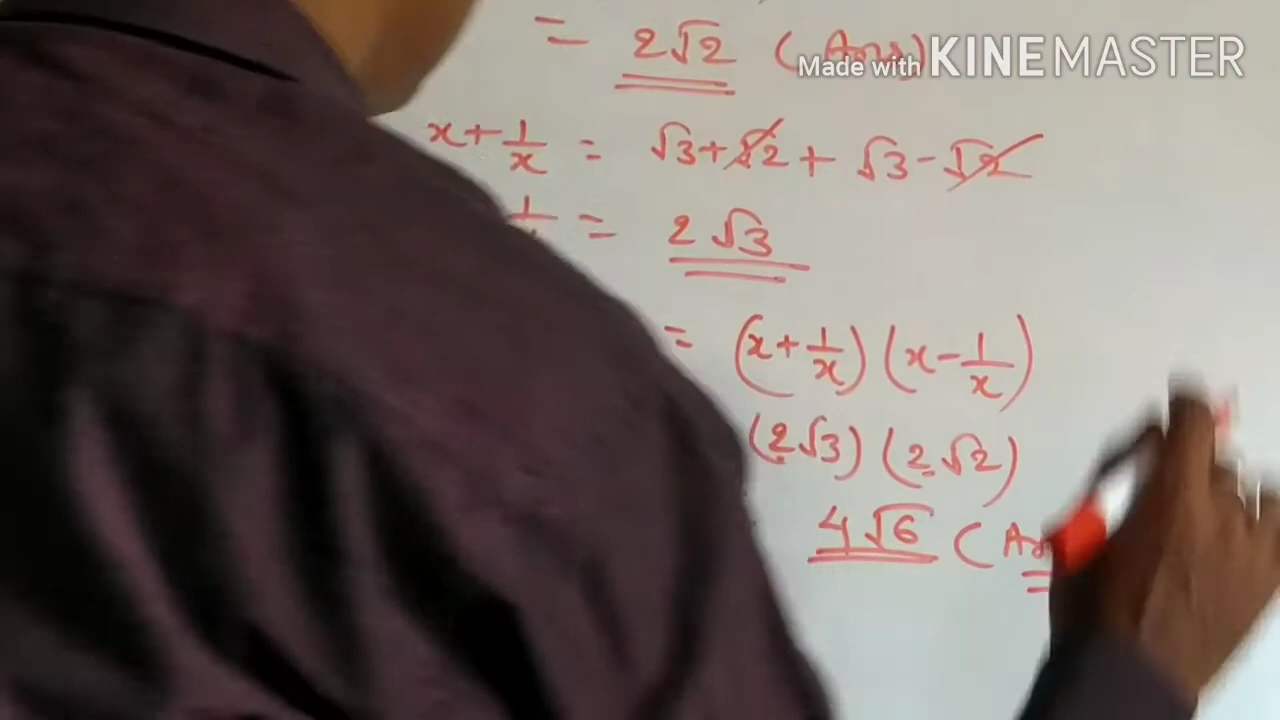 = 2√2 (Ans)
Made with KINEMASTER
x + 1/x = √3 + √2 + √3 - √2
1/ = 2√3
= (x + 1/x) (x - 1/x)
(2√3) (2√2)
4√6 (Ans